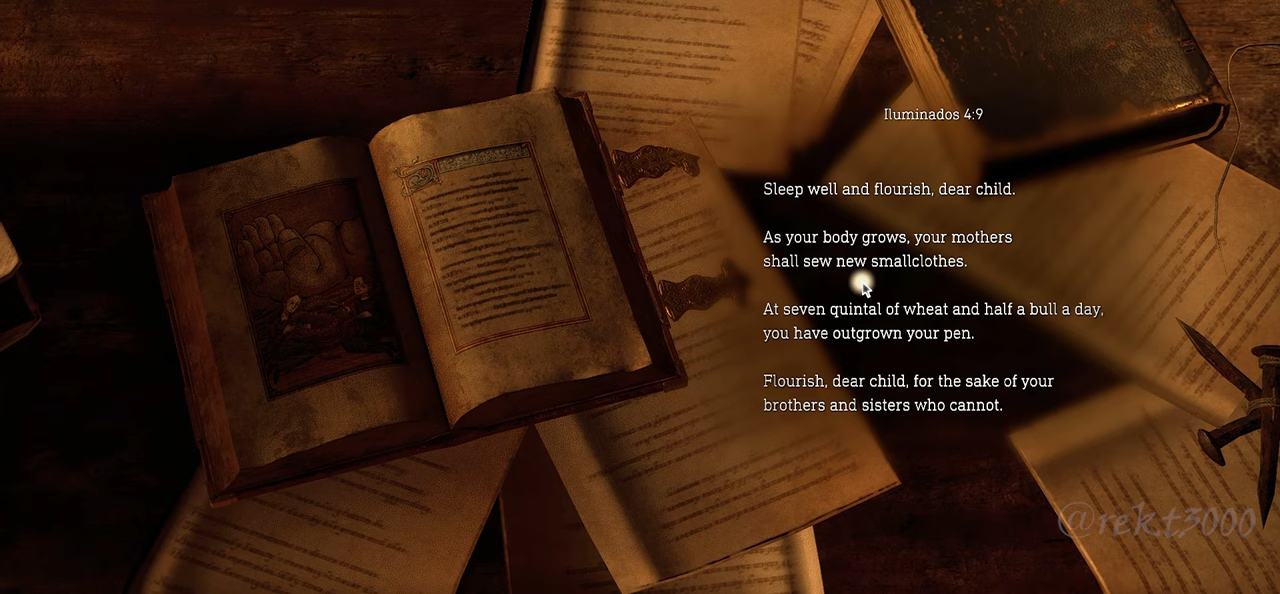 Iluminados 4:9
Sleep well and flourish, dear child.
As your body grows, your mothers
shall sew new smallclothes.
At seven quintal of wheat and half a bull a day,
you have outgrown your pen.
Flourish, dear child, for the sake of your
brothers and sisters who cannot.
@rekt3000